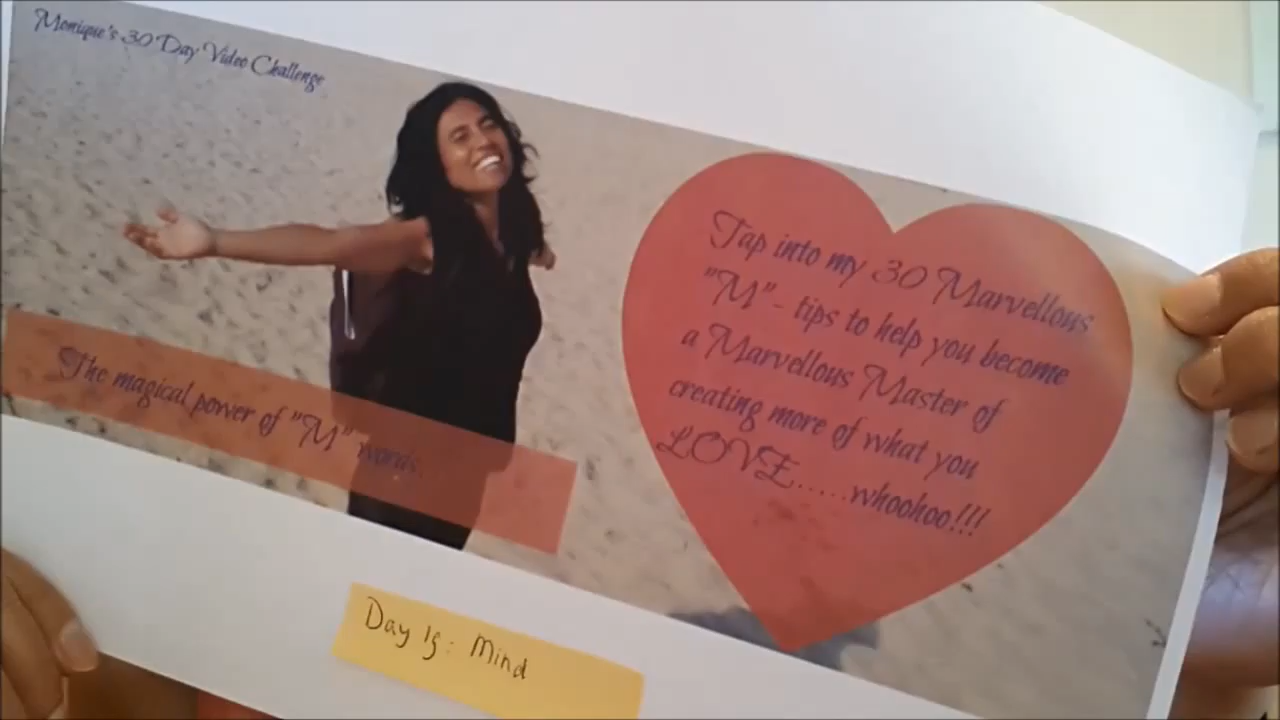 Monique's 30 Day Video Challenge
Tap into my 30 Marvellous
"M"- tips to help you become
a Marvellous Master of
creating more of what you
LOVE.....whoohoo!!!
The magical power of "M" words.
Day 19: Mind